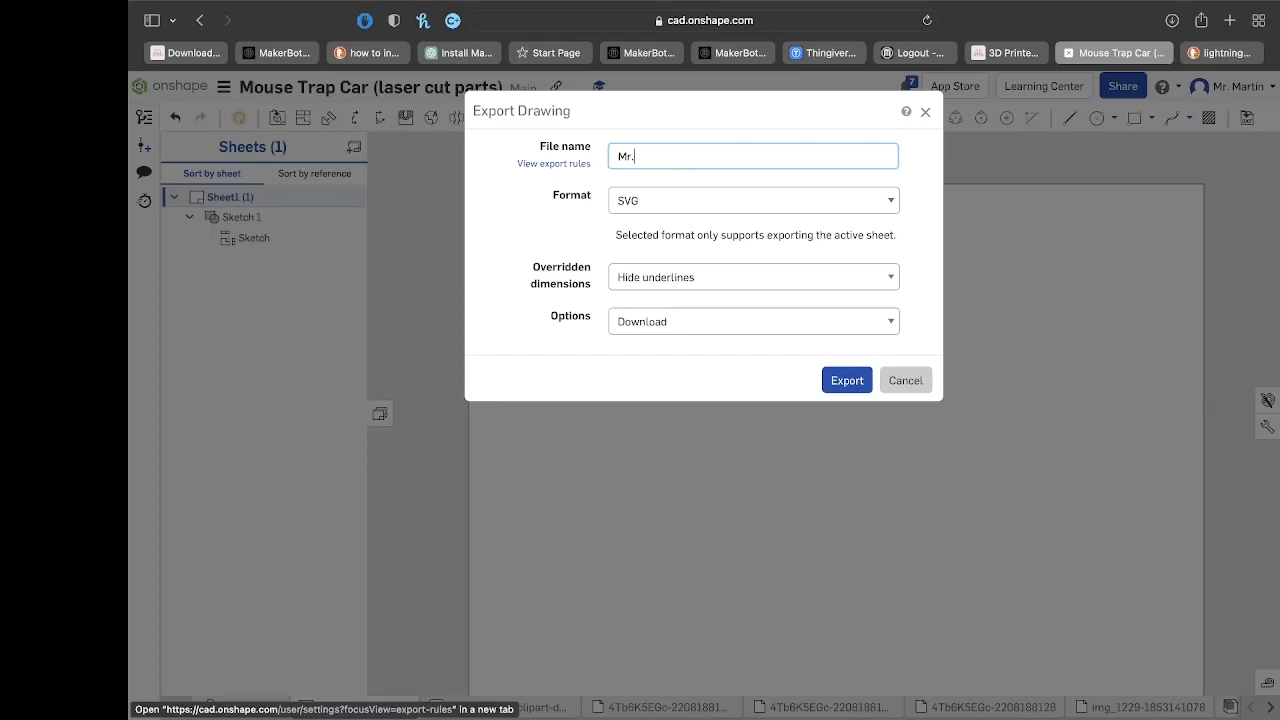 cad.onshape.com
Download...
MakerBot...
how to in...
Install Ma...
Start Page
MakerBot...
MakerBot...
Thingiver...
Logout -...
3D Printe...
Mouse Trap Car (...
lightning...
onshape
Mouse Trap Car (laser cut parts)
Main
7
App Store
Learning Center
Share
Mr. Martin
Sheets (1)
Sort by sheet
Sort by reference
Sheet1 (1)
Sketch 1
Sketch
Export Drawing
File name
View export rules
Mr.
Format
SVG
Selected format only supports exporting the active sheet.
Overridden
dimensions
Hide underlines
Options
Download
Export
Cancel
Open "https://cad.onshape.com/user/settings?focusView=export-rules" in a new tab
clipart-d...
4Tb6K5EGc-22081881...
4Tb6K5EGc-22081881...
4Tb6K5EGc-2208188128
img_1229-1853141078